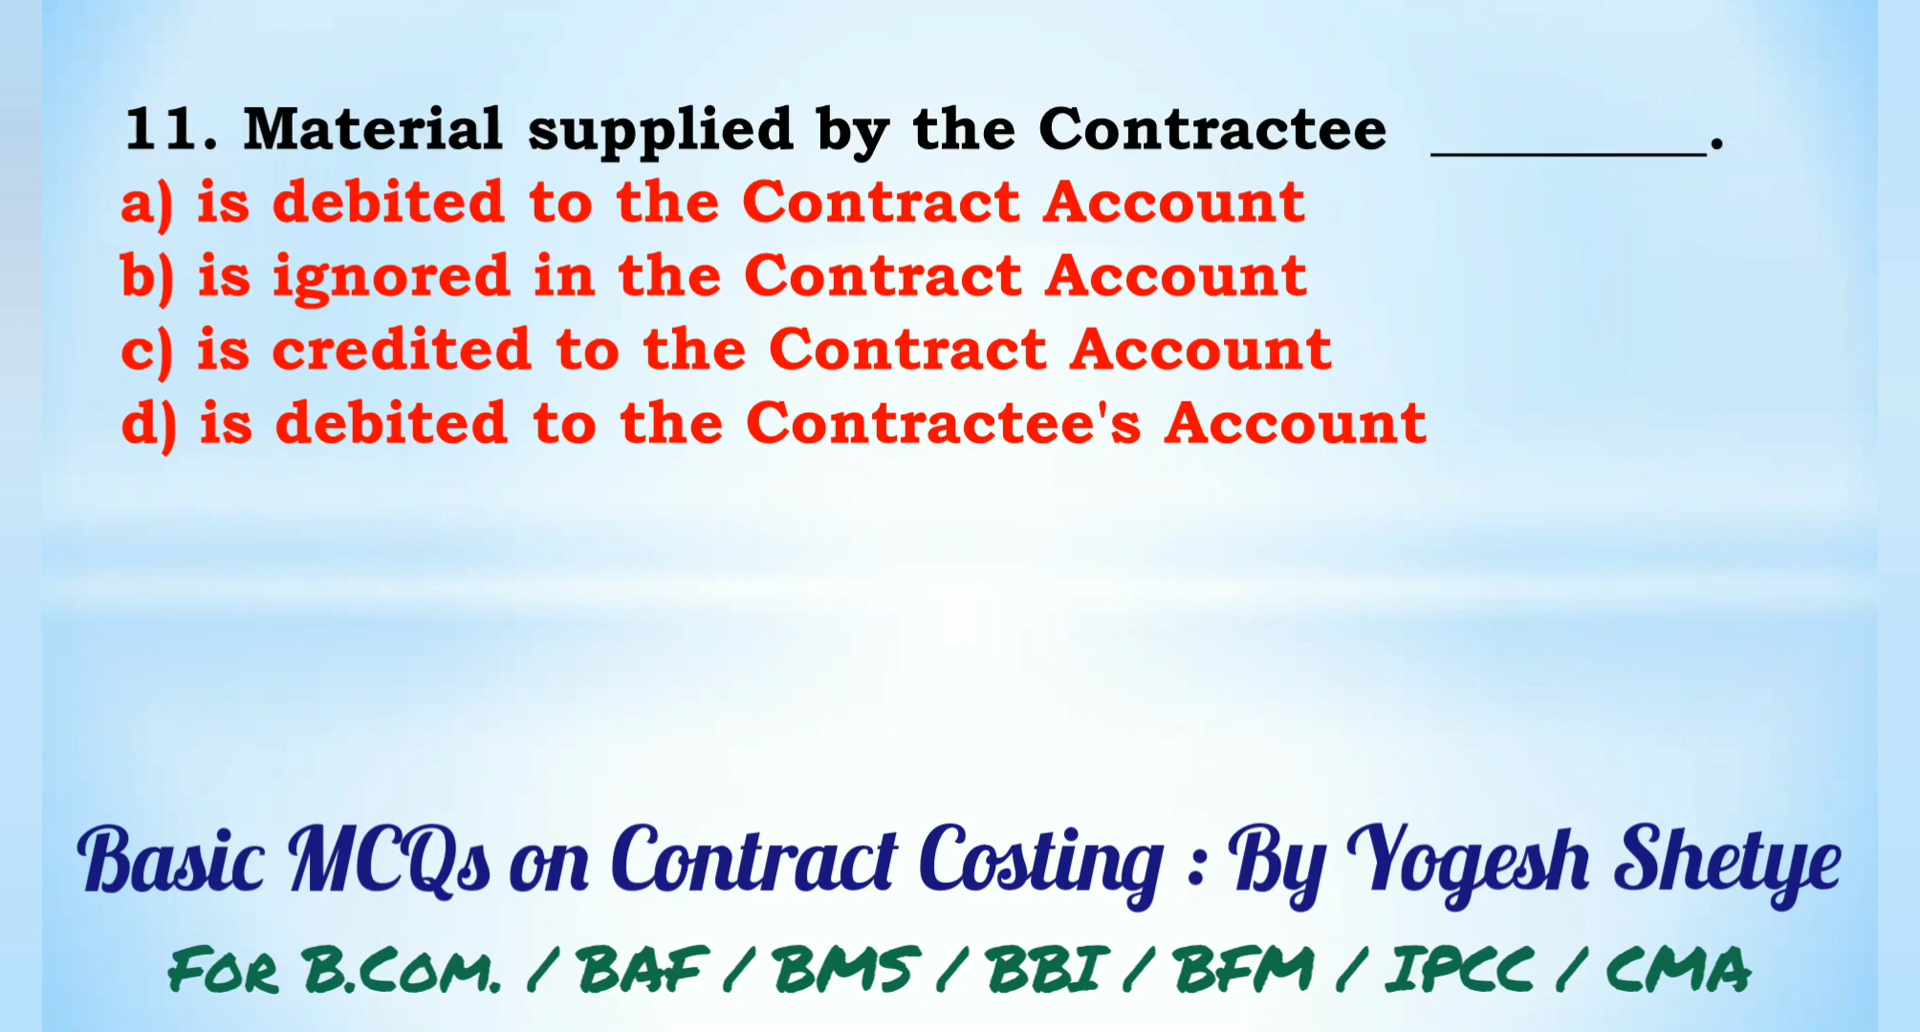 11. Material supplied by the Contractee ________.
a) is debited to the Contract Account
b) is ignored in the Contract Account
c) is credited to the Contract Account
d) is debited to the Contractee's Account
Basic MCQs on Contract Costing : By Yogesh Shetye
FOR B.COM. / BAF / BMS / BBI / BFM / IPCC / CMA